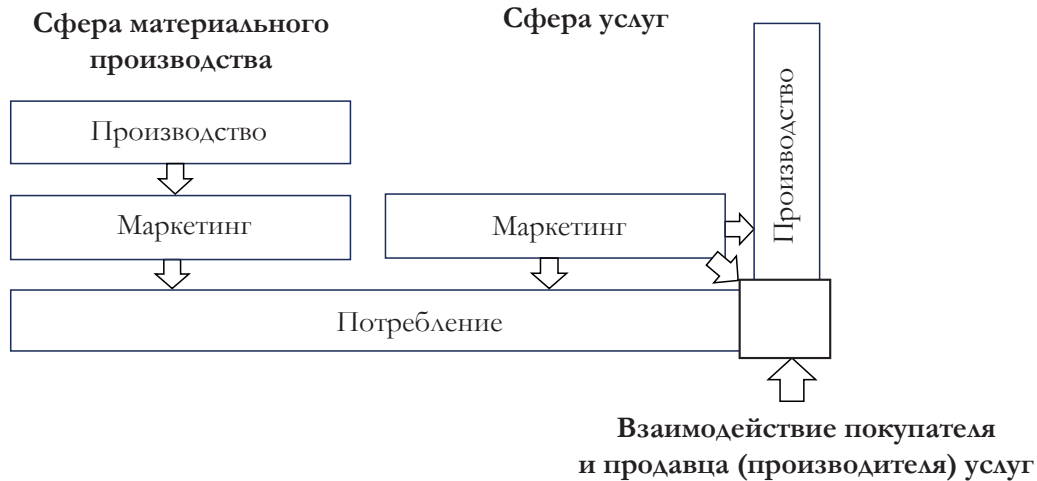 Сфера материального
производства
Сфера услуг
Производство
Производство
Маркетинг
Маркетинг
Потребление
Взаимодействие покупателя
и продавца (производителя) услуг